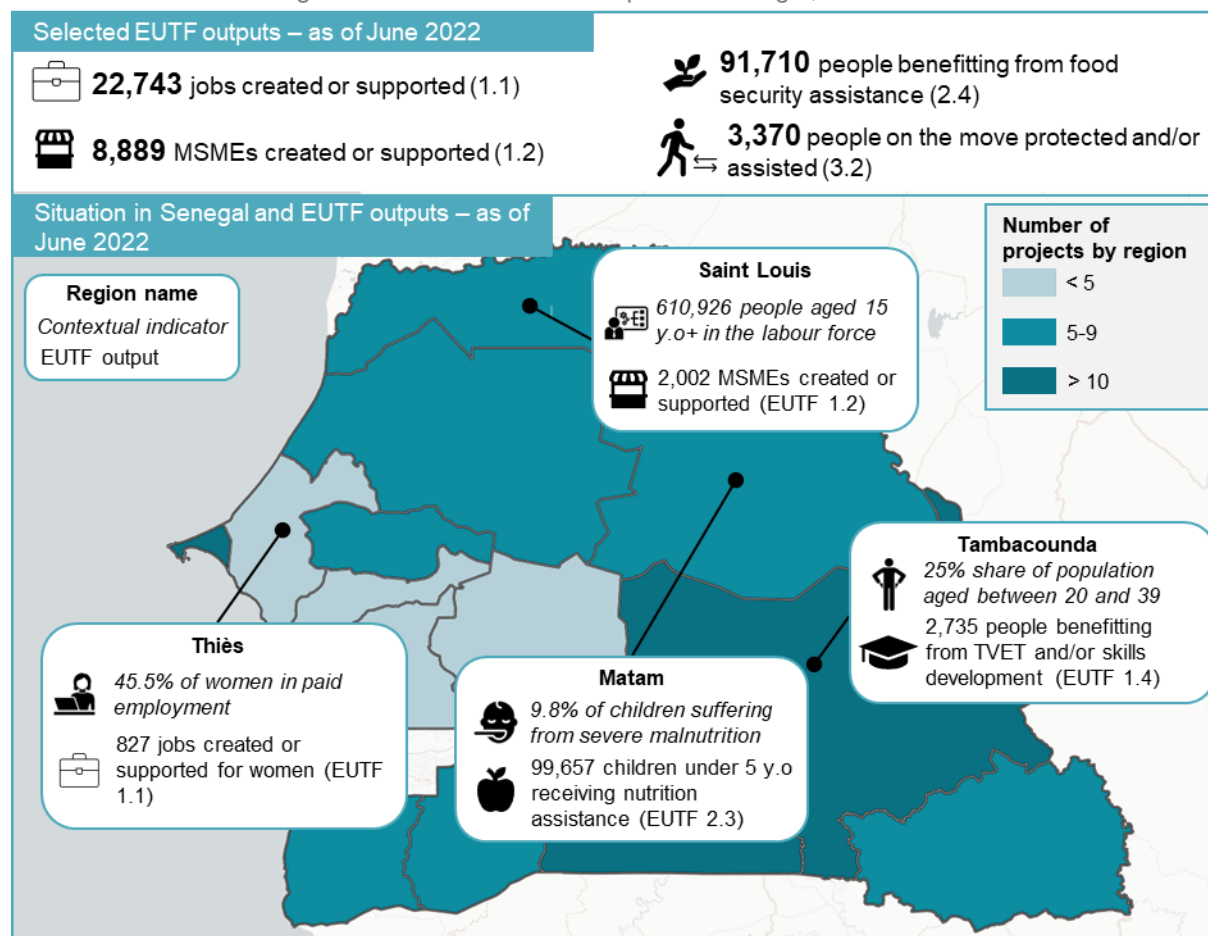 Selected EUTF outputs – as of June 2022
22,743 jobs created or supported (1.1)
8,889 MSMEs created or supported (1.2)
91,710 people benefitting from food
security assistance (2.4)
3,370 people on the move protected and/or
assisted (3.2)
Situation in Senegal and EUTF outputs – as of
June 2022
Region name
Contextual indicator
EUTF output
Number of
projects by region
< 5
5-9
> 10
Saint Louis
610,926 people aged 15
y.o+ in the labour force
2,002 MSMEs created or
supported (EUTF 1.2)
Tambacounda
25% share of population
aged between 20 and 39
2,735 people benefitting
from TVET and/or skills
development (EUTF 1.4)
Thiès
45.5% of women in paid
employment
827 jobs created or
supported for women (EUTF
1.1)
Matam
9.8% of children suffering
from severe malnutrition
99,657 children under 5 y.o
receiving nutrition
assistance (EUTF 2.3)